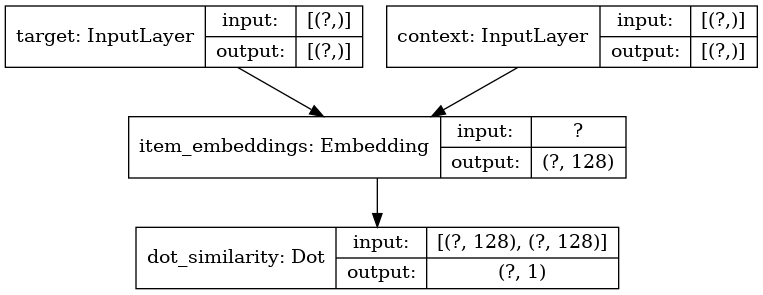 target: InputLayer
input:
[(?,)]
output:
[(?,)]
context: InputLayer
input:
[(?,)]
output:
[(?,)]
item_embeddings: Embedding
input:
?
output:
(?, 128)
dot_similarity: Dot
input:
[(?, 128), (?, 128)]
output:
(?, 1)